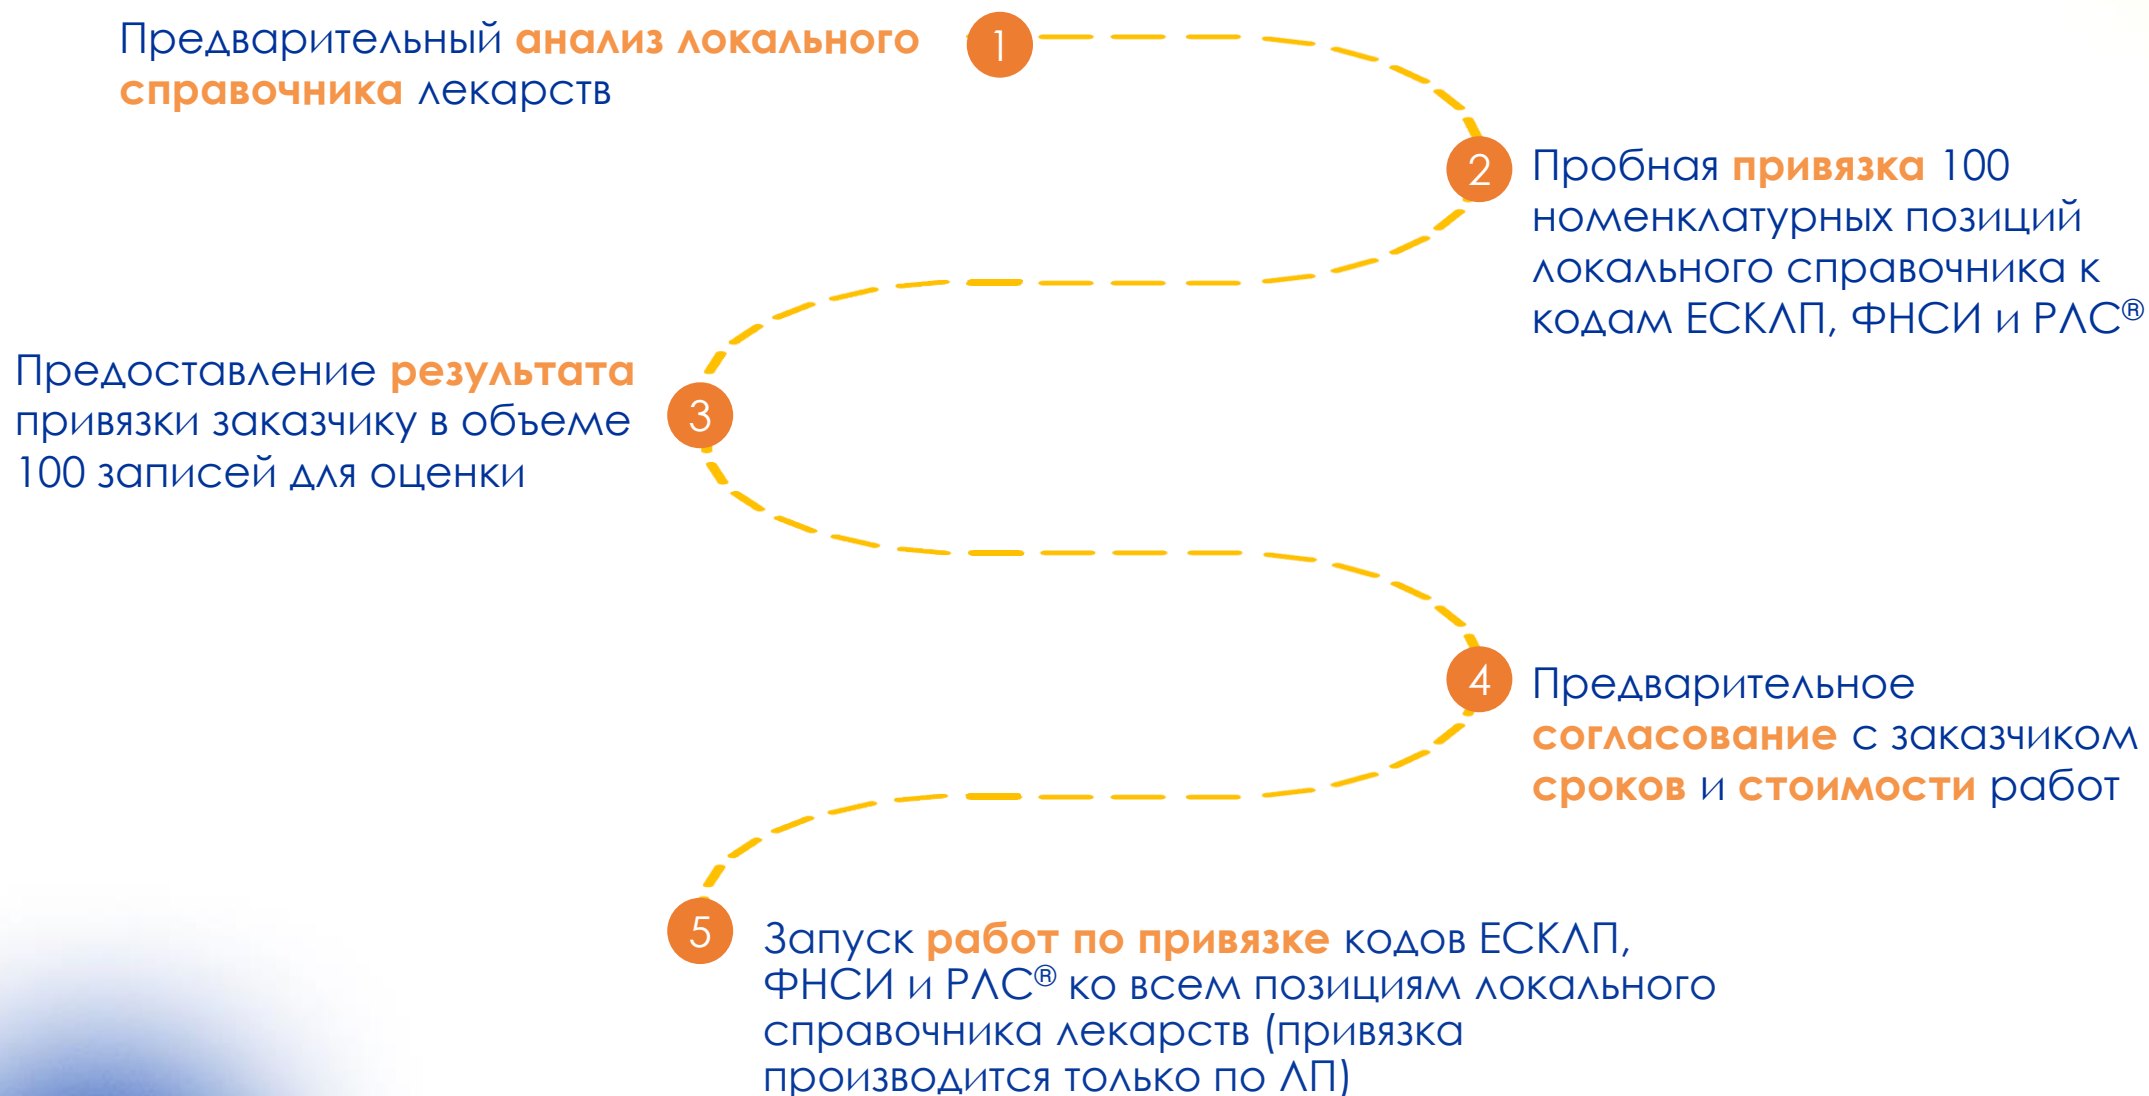 Предварительный анализ локального
справочника лекарств
1
2
Пробная привязка 100
номенклатурных позиций
локального справочника к
кодам ЕСКЛП, ФНСИ и РЛС®
Предоставление результата
привязки заказчику в объеме
100 записей для оценки
3
4
Предварительное
согласование с заказчиком
сроков и стоимости работ
5
Запуск работ по привязке кодов ЕСКЛП,
ФНСИ и РЛС® ко всем позициям локального
справочника лекарств (привязка
производится только по ЛП)